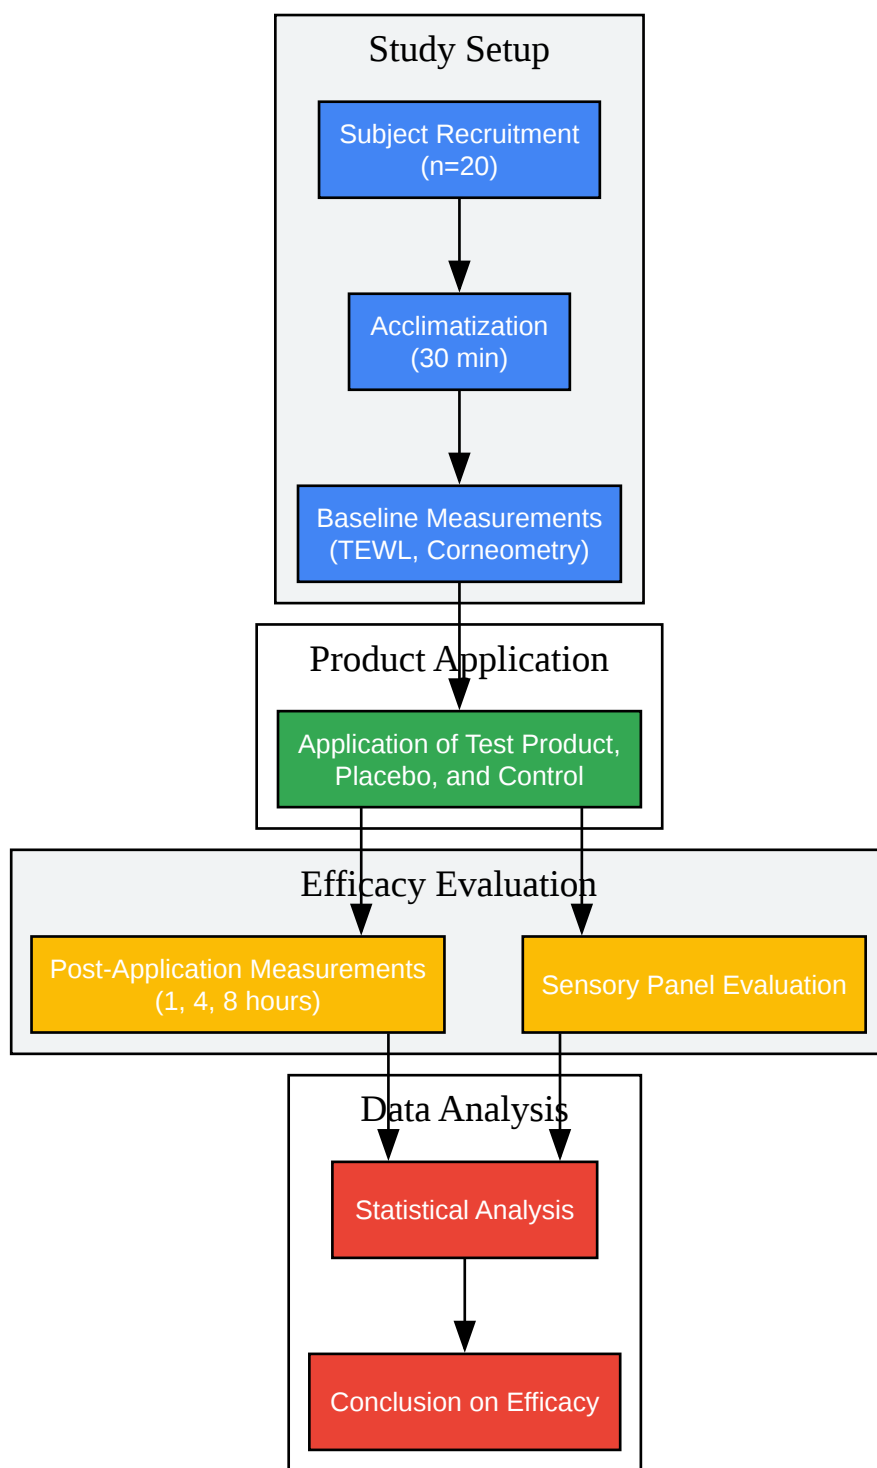 Study Setup
Subject Recruitment
(n=20)
Acclimatization
(30 min)
Baseline Measurements
(TEWL, Corneometry)
Product Application
Application of Test Product,
Placebo, and Control
Efficacy Evaluation
Post-Application Measurements
(1, 4, 8 hours)
Sensory Panel Evaluation
Data Analysis
Statistical Analysis
Conclusion on Efficacy